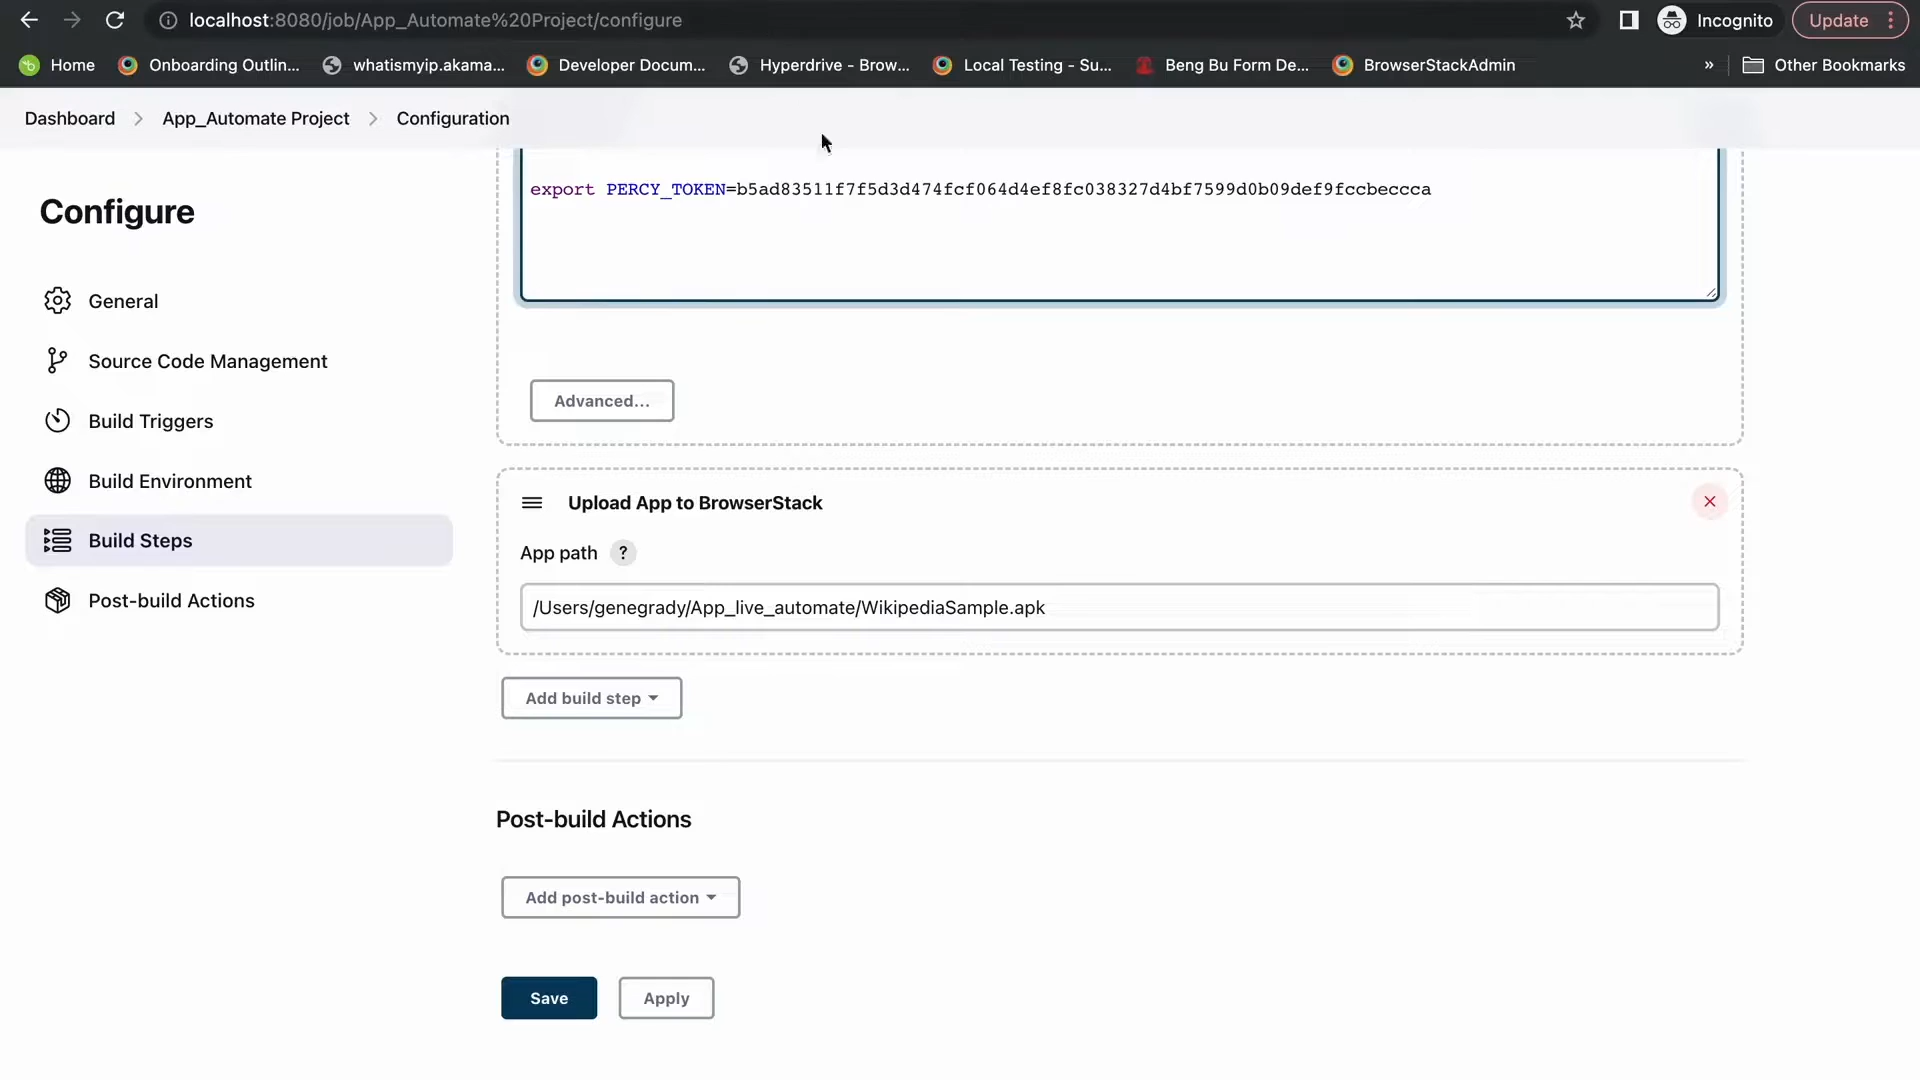 localhost:8080/job/App_Automate%20Project/configure
Incognito
Update
Home
Onboarding Outlin...
whatismyip.akama...
Developer Docum...
Hyperdrive - Brow...
Local Testing - Su...
Beng Bu Form De...
BrowserStackAdmin
»
Other Bookmarks
Dashboard > App_Automate Project > Configuration
Configure
General
Source Code Management
Build Triggers
Build Environment
Build Steps
Post-build Actions
export PERCY_TOKEN=b5ad83511f7f5d3d474fcf064d4ef8fc038327d4bf7599d0b09def9fccbeccca
Advanced...
Upload App to BrowserStack
App path ?
/Users/genegrady/App_live_automate/WikipediaSample.apk
Add build step
Post-build Actions
Add post-build action
Save
Apply